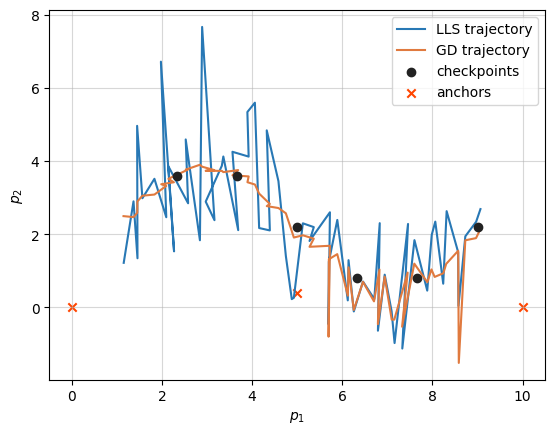 LLS trajectory
GD trajectory
checkpoints
anchors
8
6
4
2
0
p₂
0 2 4 6 8 10
p₁